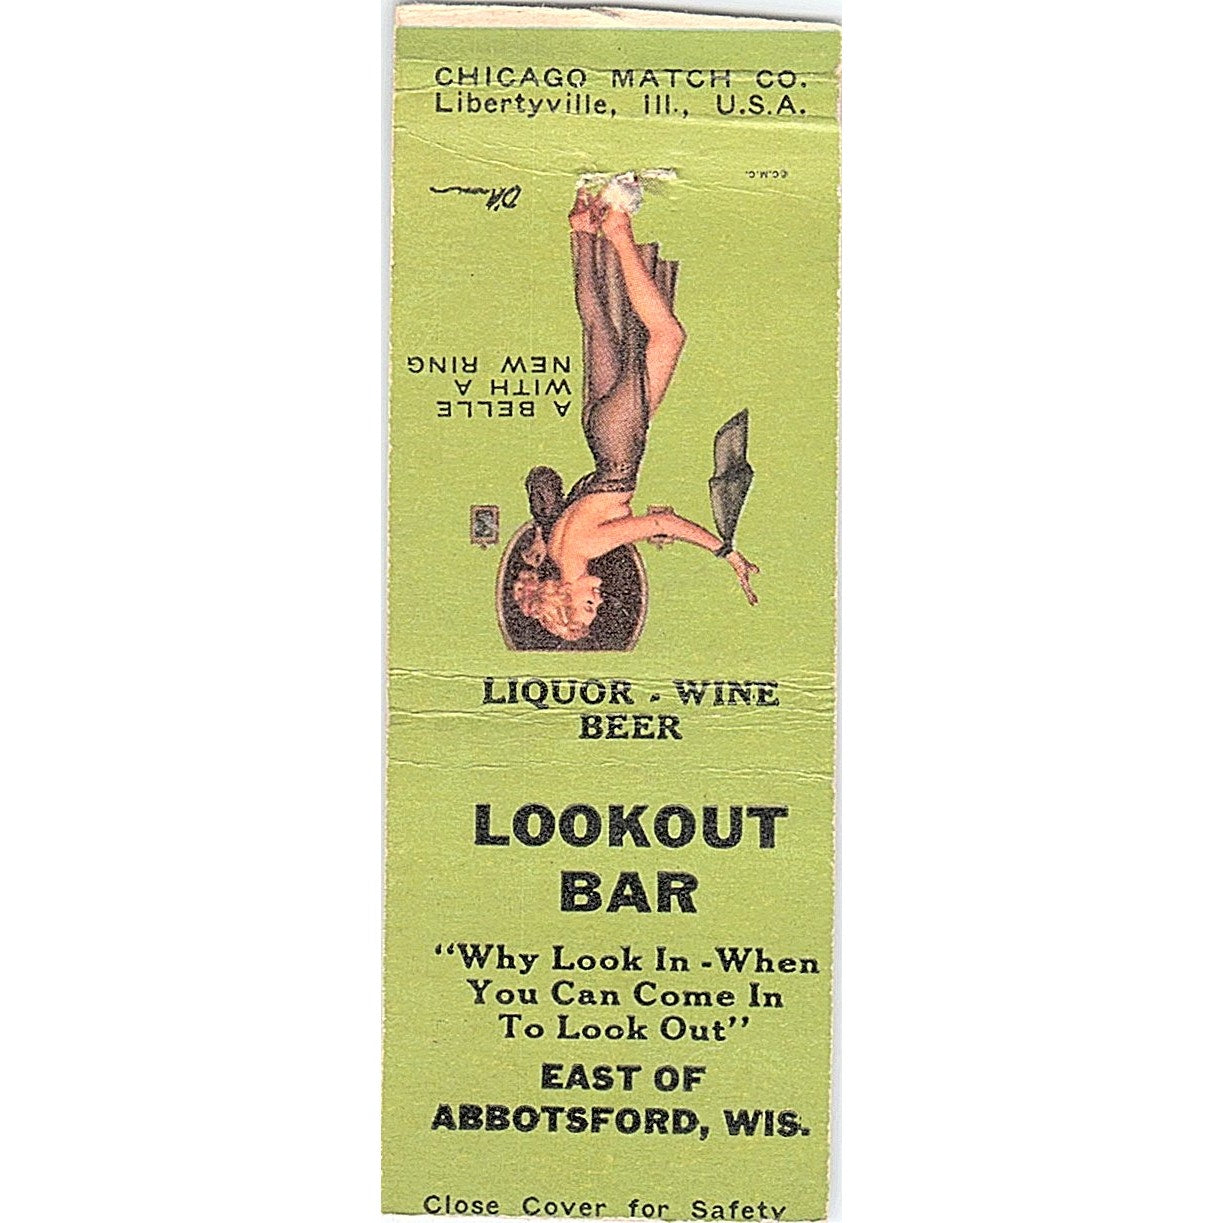 CHICAGO MATCH CO.
Libertyville, Ill., U.S.A.
©C.M.C.
A BELLE
WITH A
NEW RING
LIQUOR - WINE
BEER
LOOKOUT
BAR
"Why Look In -When
You Can Come In
To Look Out"
EAST OF
ABBOTSFORD, WIS.
Close Cover for Safety